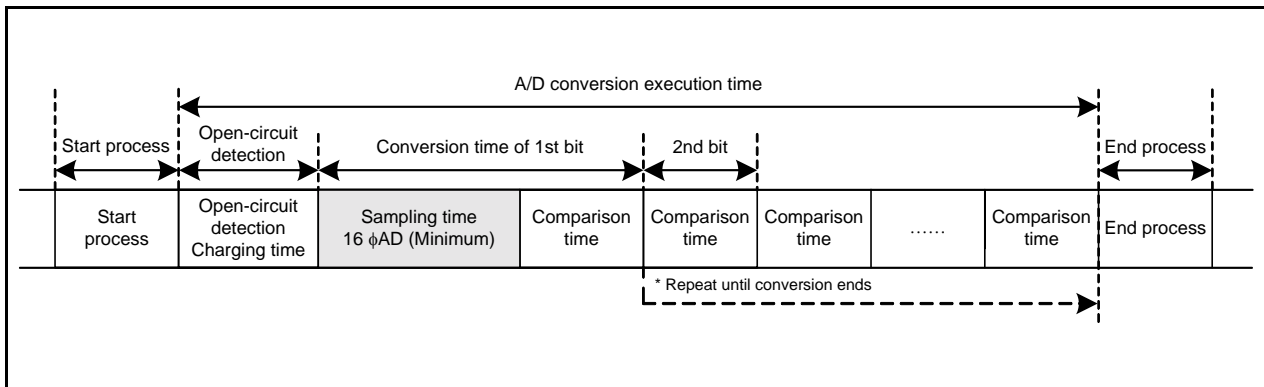 A/D conversion execution time
Start process
Open-circuit
detection
Conversion time of 1st bit
2nd bit
End process
Start
process
Open-circuit
detection
Charging time
Sampling time
16 ϕAD (Minimum)
Comparison
time
Comparison
time
Comparison
time
......
Comparison
time
End process
* Repeat until conversion ends